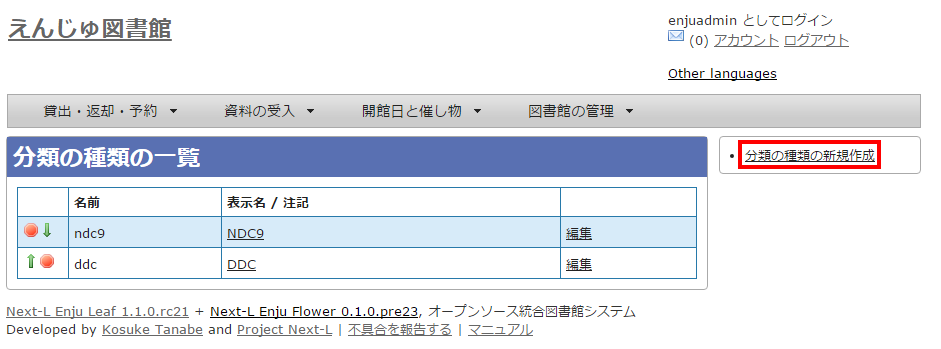 えんじゅ図書館
enjuadmin としてログイン
(0) アカウント ログアウト
Other languages
貸出・返却・予約 資料の受入 開館日と催し物 図書館の管理
分類の種類の一覧
分類の種類の新規作成
名前 表示名 / 注記
ndc9 NDC9 編集
ddc DDC 編集
Next-L Enju Leaf 1.1.0.rc21 + Next-L Enju Flower 0.1.0.pre23, オープンソース統合図書館システム
Developed by Kosuke Tanabe and Project Next-L | 不具合を報告する | マニュアル